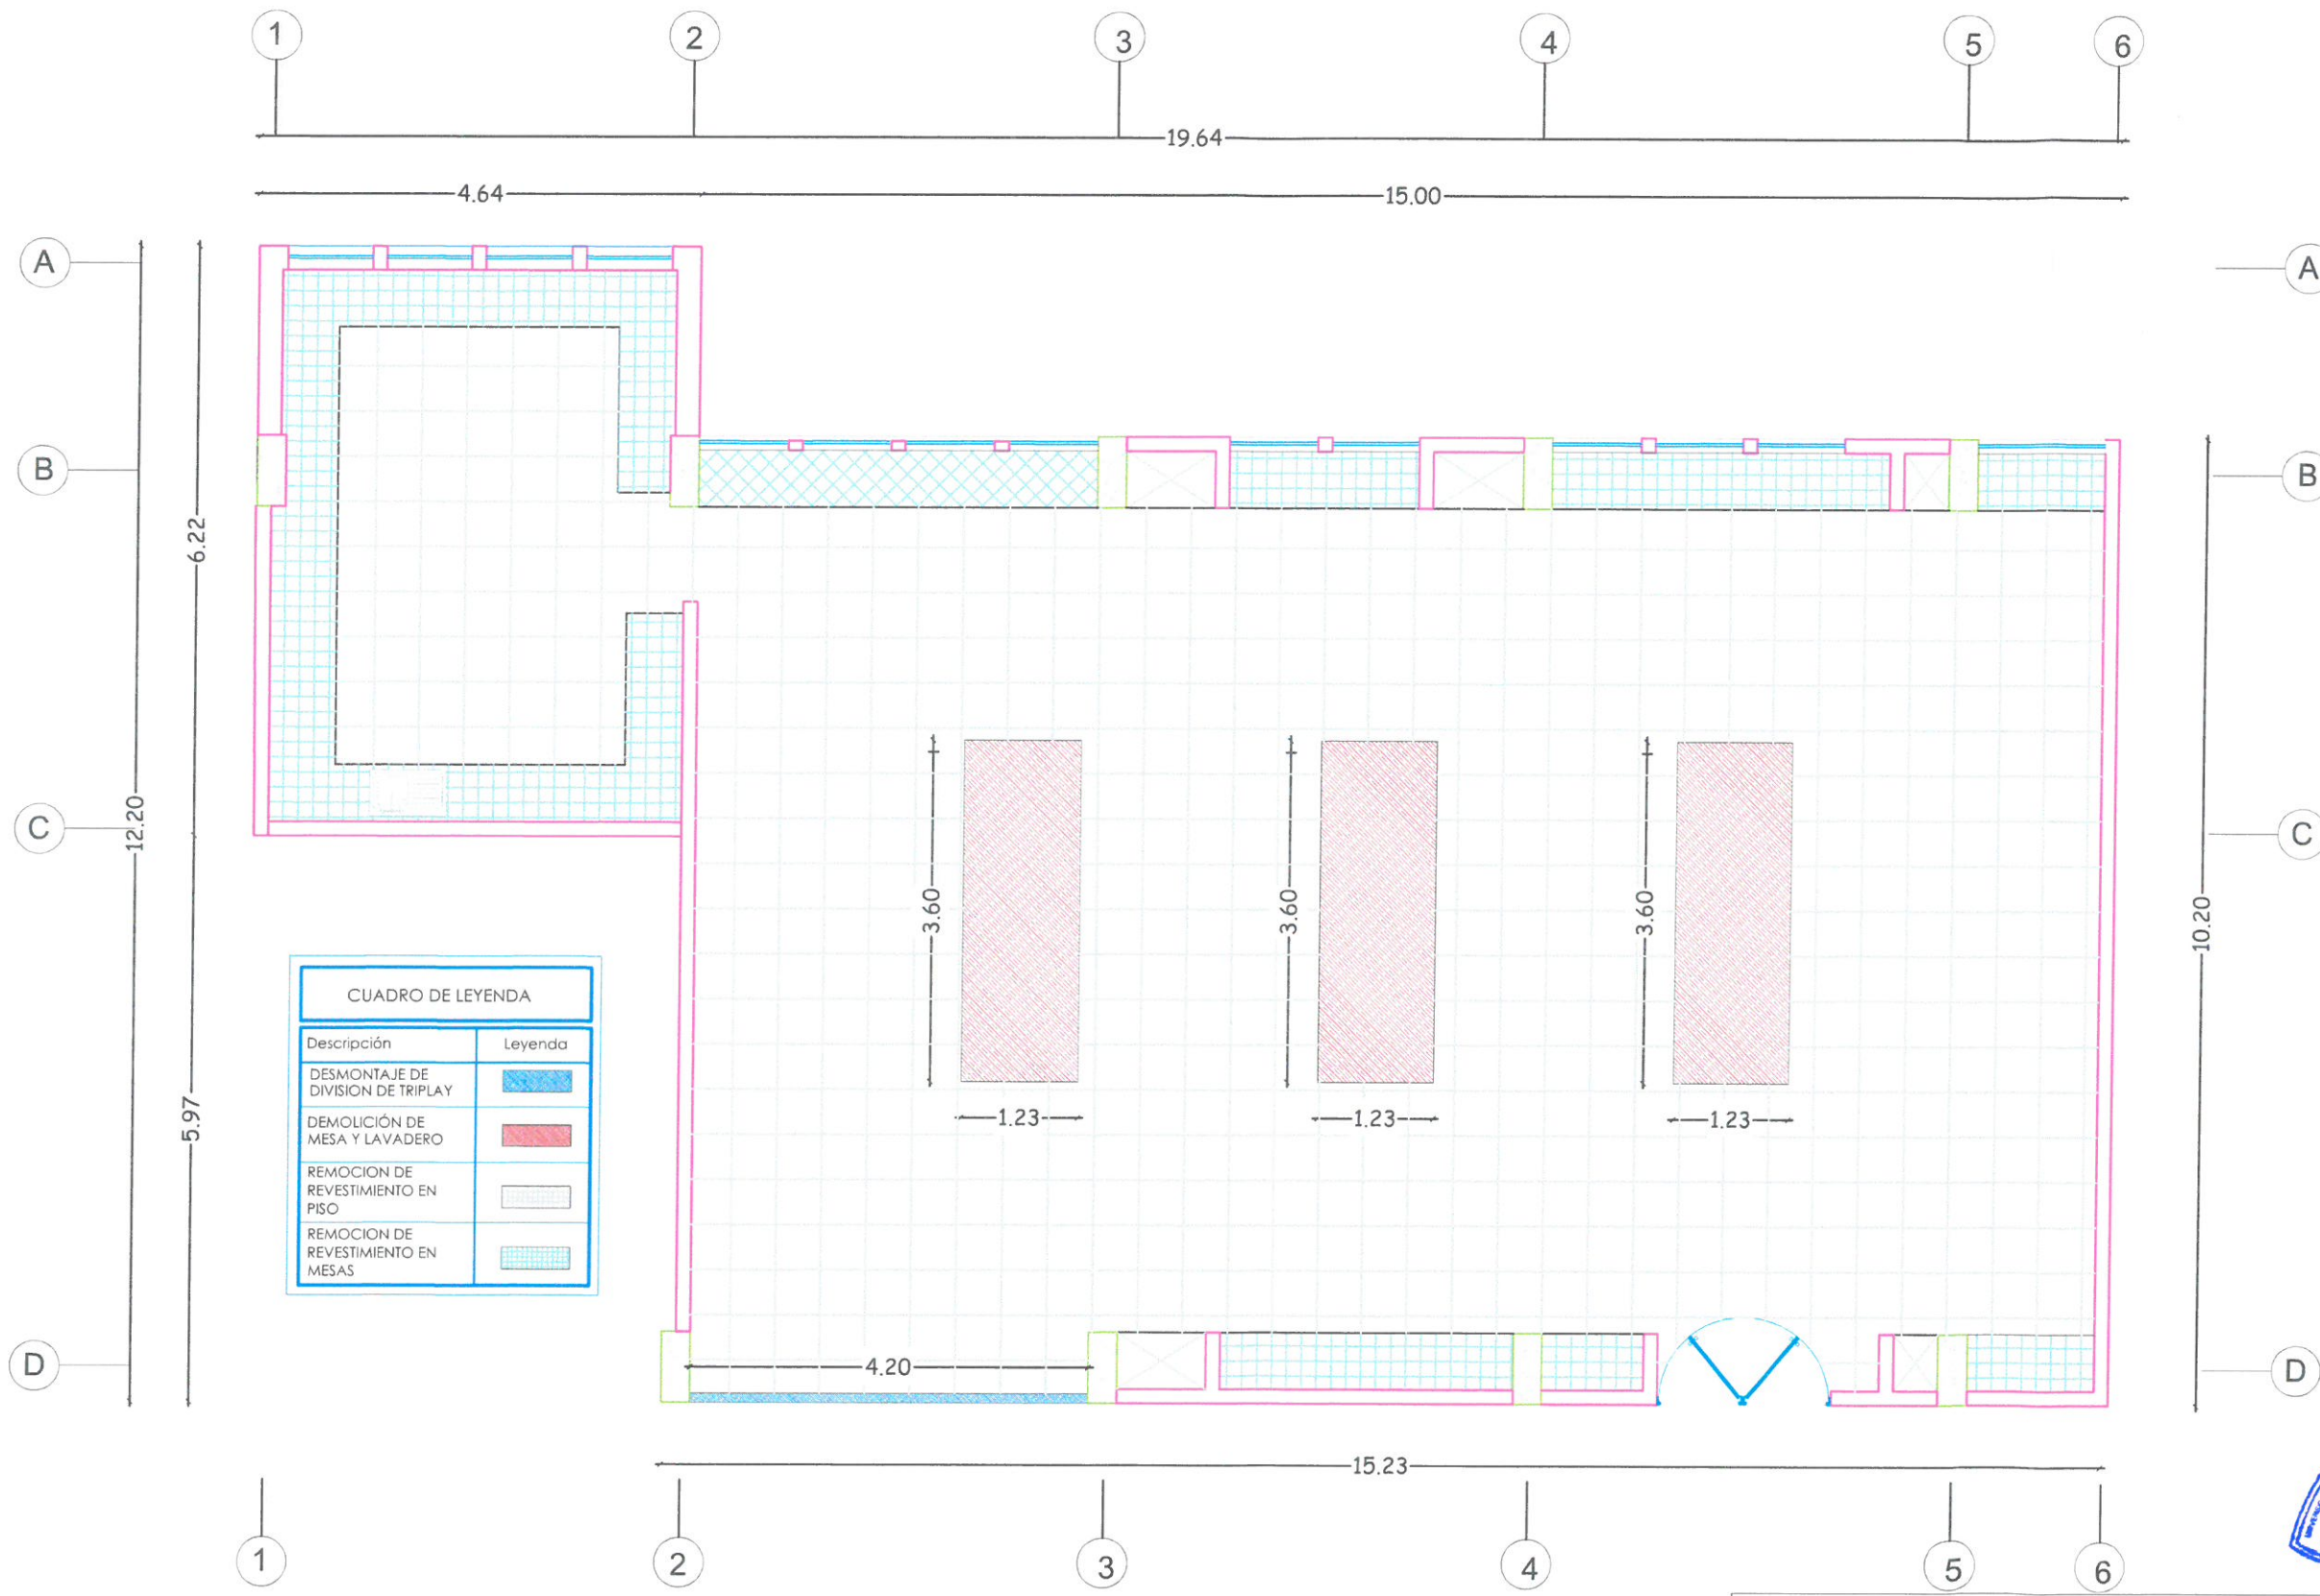 1 2 3 4 5 6
19.64
4.64 15.00
A A
B B
6.22
12.20
C C
10.20
3.60 3.60 3.60
1.23 1.23 1.23
5.97
CUADRO DE LEYENDA
Descripción Leyenda
DESMONTAJE DE
DIVISION DE TRIPLAY
DEMOLICIÓN DE
MESA Y LAVADERO
REMOCION DE
REVESTIMIENTO EN
PISO
REMOCION DE
REVESTIMIENTO EN
MESAS
D D
4.20
15.23
1 2 3 4 5 6